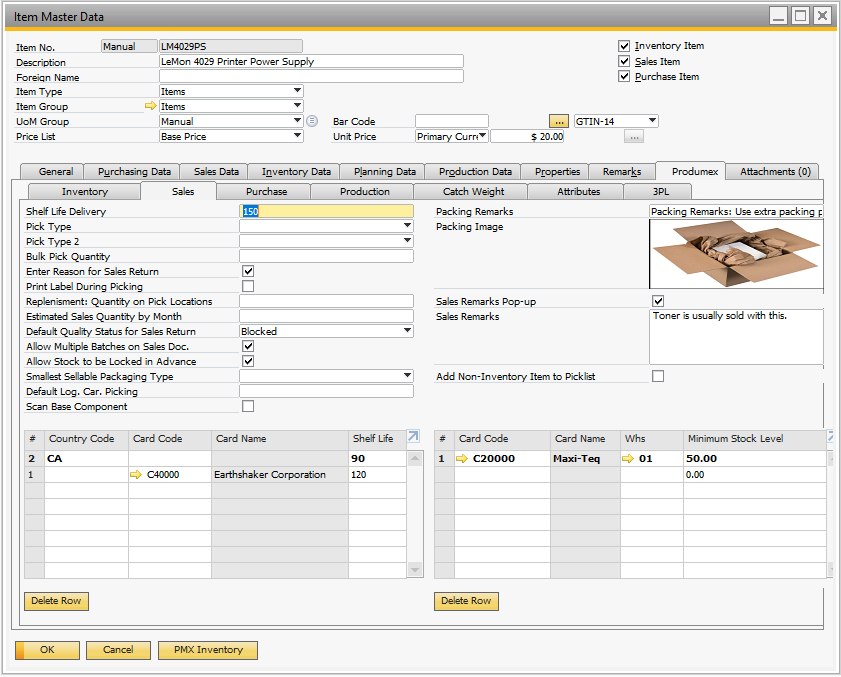 Item Master Data
Item No. Manual LM4029PS
Description LeMon 4029 Printer Power Supply
Foreign Name
Item Type Items
Item Group Items
UoM Group Manual
Price List Base Price
Inventory Item
Sales Item
Purchase Item
Bar Code ... GTIN-14
Unit Price Primary Curre $ 20.00 ...
General Purchasing Data Sales Data Inventory Data Planning Data Production Data Properties Remarks Produmex Attachments (0)
Inventory Sales Purchase Production Catch Weight Attributes 3PL
Shelf Life Delivery 150
Pick Type
Pick Type 2
Bulk Pick Quantity
Enter Reason for Sales Return
Print Label During Picking
Replenisment: Quantity on Pick Locations
Estimated Sales Quantity by Month
Default Quality Status for Sales Return Blocked
Allow Multiple Batches on Sales Doc.
Allow Stock to be Locked in Advance
Smallest Sellable Packaging Type
Default Log. Car. Picking
Scan Base Component
Packing Remarks Packing Remarks: Use extra packing p
Packing Image
Sales Remarks Pop-up
Sales Remarks Toner is usually sold with this.
Add Non-Inventory Item to Picklist
# Country Code Card Code Card Name Shelf Life
2 CA 90
1 C40000 Earthshaker Corporation 120
Delete Row
# Card Code Card Name Whs Minimum Stock Level
1 C20000 Maxi-Teq 01 50.00
0.00
Delete Row
OK Cancel PMX Inventory